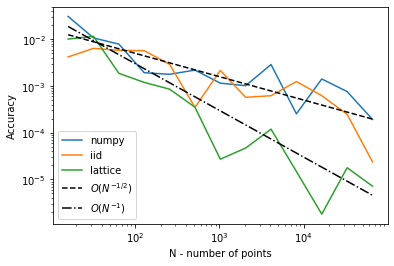 Accuracy
10⁻²
10⁻³
10⁻⁴
10⁻⁵
numpy
iid
lattice
O(N⁻¹/²)
O(N⁻¹)
10² 10³ 10⁴
N - number of points